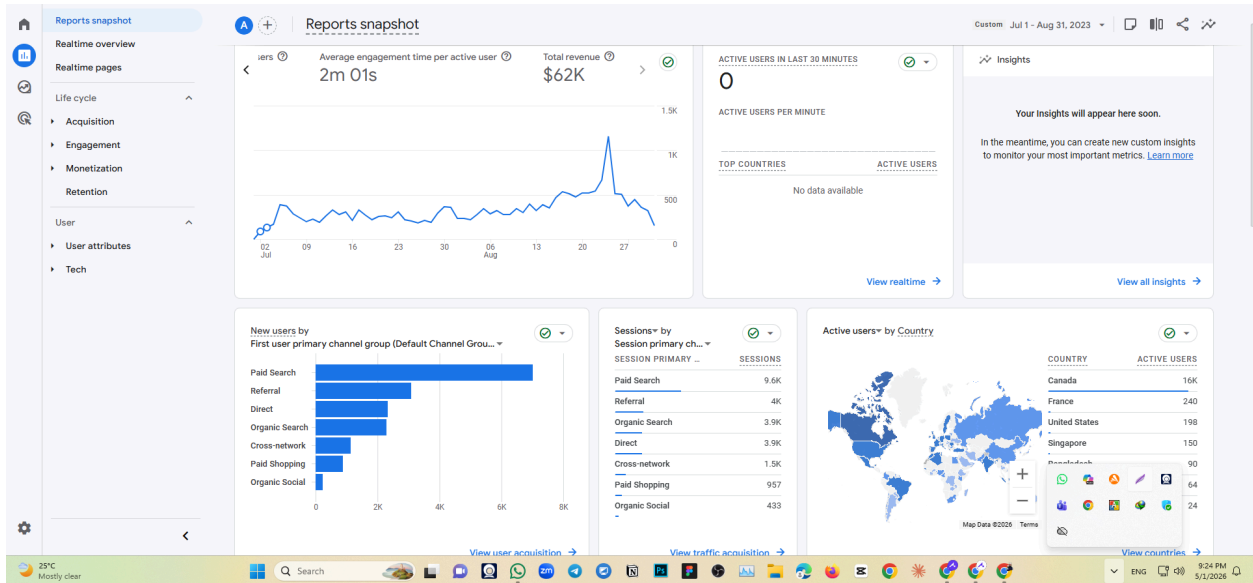 Reports snapshot
Realtime overview
Realtime pages
Life cycle
Acquisition
Engagement
Monetization
Retention
User
User attributes
Tech
A
Reports snapshot
Custom Jul 1 - Aug 31, 2023
Average engagement time per active user
2m 01s
Total revenue
$62K
1.5K
1K
500
0
02 Jul
09
16
23
30
06 Aug
13
20
27
ACTIVE USERS IN LAST 30 MINUTES
0
ACTIVE USERS PER MINUTE
TOP COUNTRIES
ACTIVE USERS
No data available
View realtime
Insights
Your Insights will appear here soon.
In the meantime, you can create new custom insights
to monitor your most important metrics. Learn more
View all insights
New users by
First user primary channel group (Default Channel Grou...
Paid Search
Referral
Direct
Organic Search
Cross-network
Paid Shopping
Organic Social
0
2K
4K
6K
8K
View user acquisition
Sessions by
Session primary ch...
SESSION PRIMARY ...
SESSIONS
Paid Search 9.6K
Referral 4K
Organic Search 3.9K
Direct 3.9K
Cross-network 1.5K
Paid Shopping 957
Organic Social 433
View traffic acquisition
Active users by Country
COUNTRY
ACTIVE USERS
Canada 16K
France 240
United States 198
Singapore 150
90
64
24
Map Data ©2026 Terms
View countries
25°C
Mostly clear
Search
zm
Ps
ENG
9:24 PM
5/1/2026